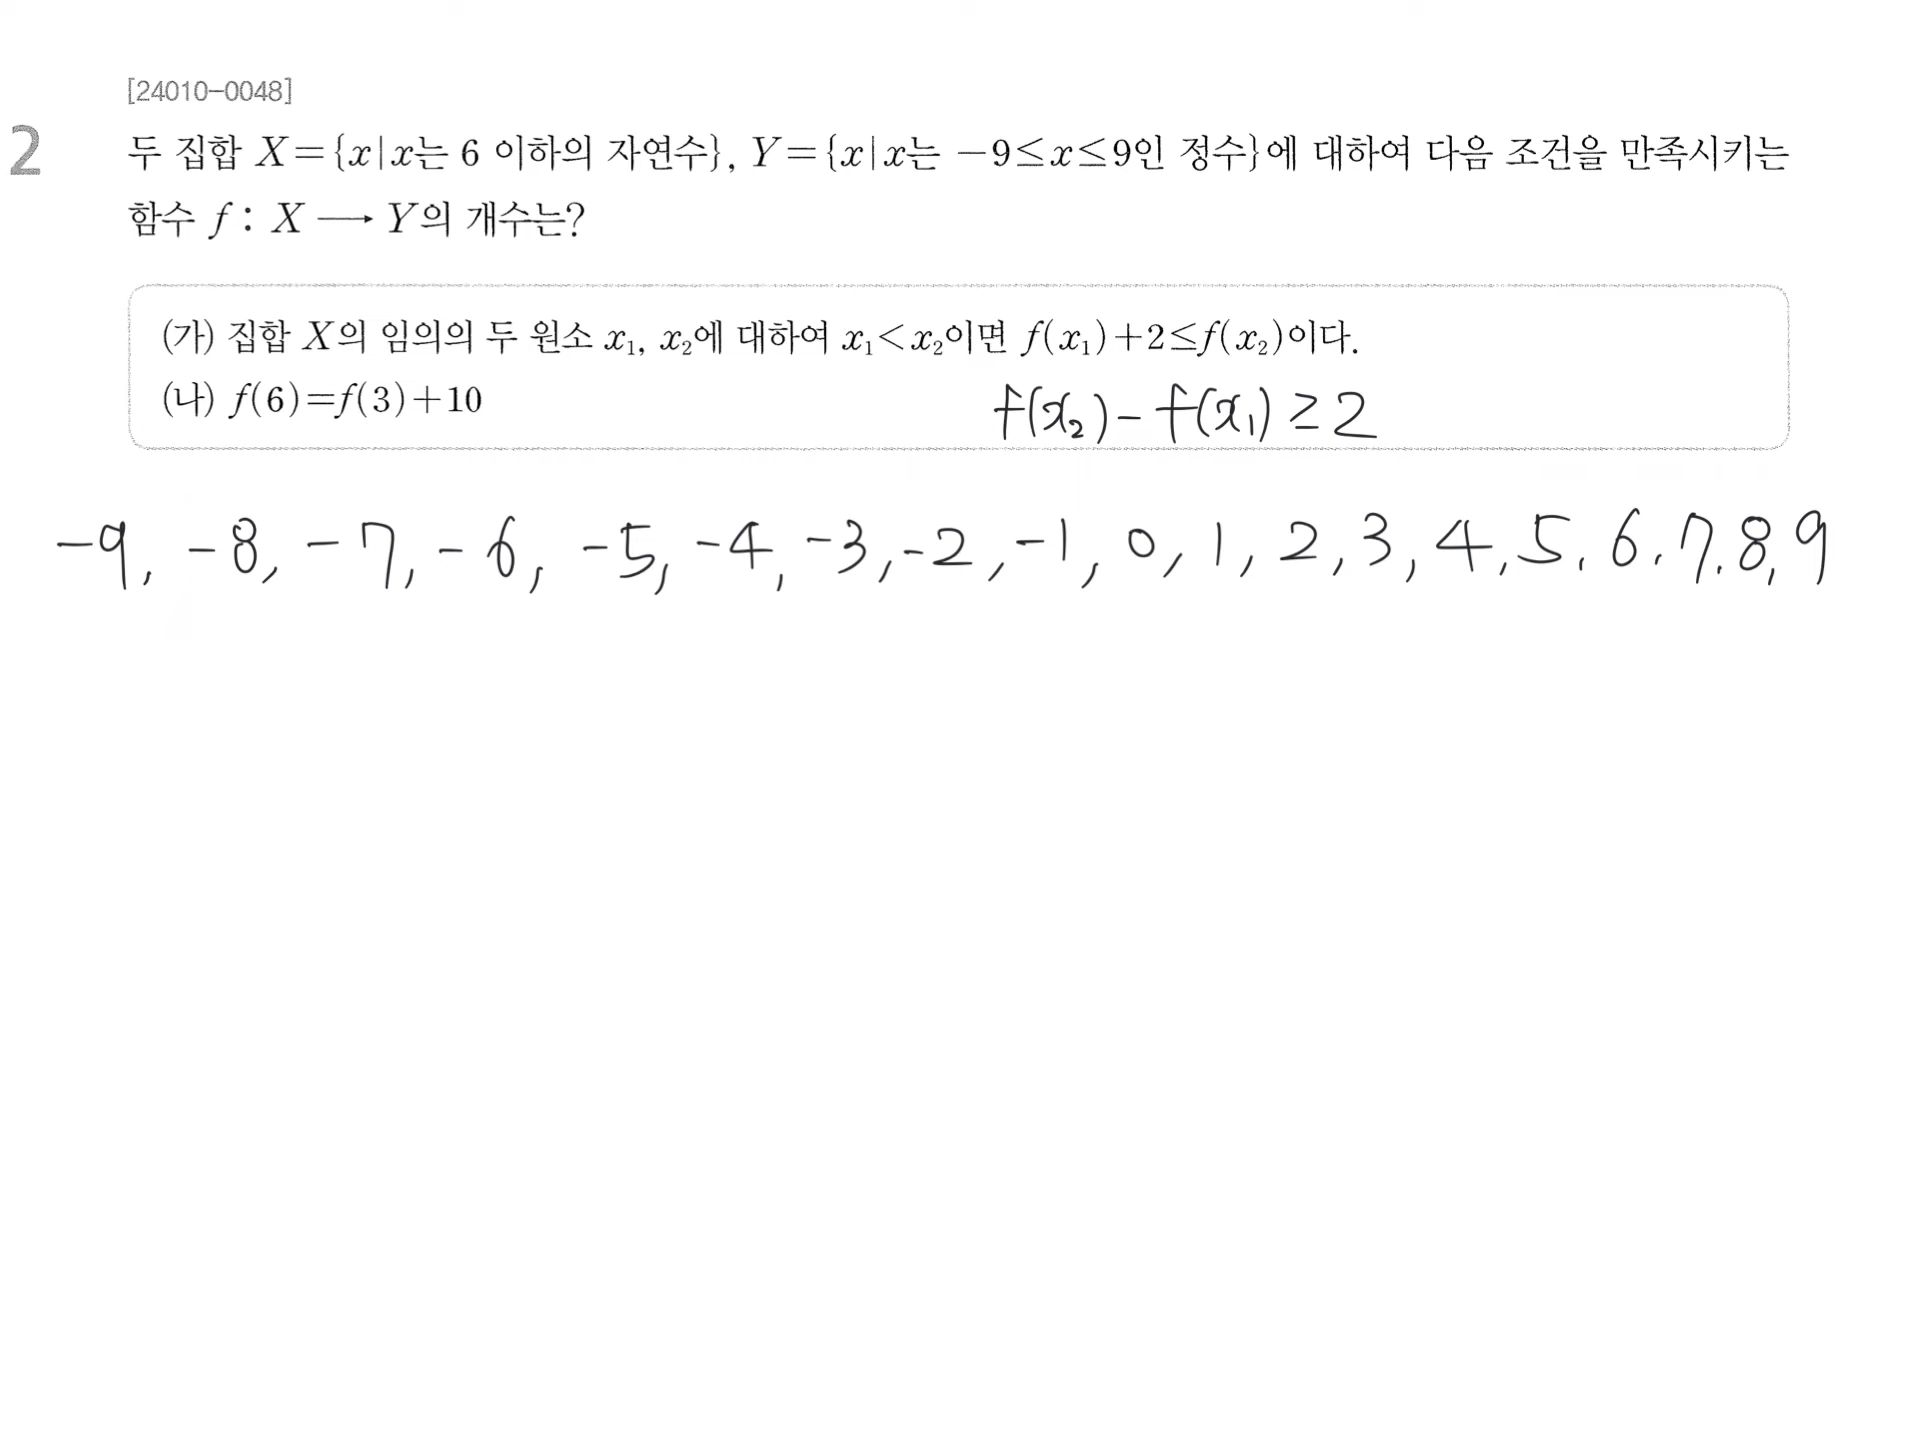 [24010-0048]
2
두 집합 X={x|x는 6 이하의 자연수}, Y={x|x는 −9≤x≤9인 정수}에 대하여 다음 조건을 만족시키는
함수 f : X ⟶ Y의 개수는?
(가) 집합 X의 임의의 두 원소 x₁, x₂에 대하여 x₁<x₂이면 f(x₁)+2≤f(x₂)이다.
(나) f(6)=f(3)+10
f(x₂)-f(x₁)≥2
-9, -8, -7, -6, -5, -4, -3, -2, -1, 0, 1, 2, 3, 4, 5, 6, 7, 8, 9